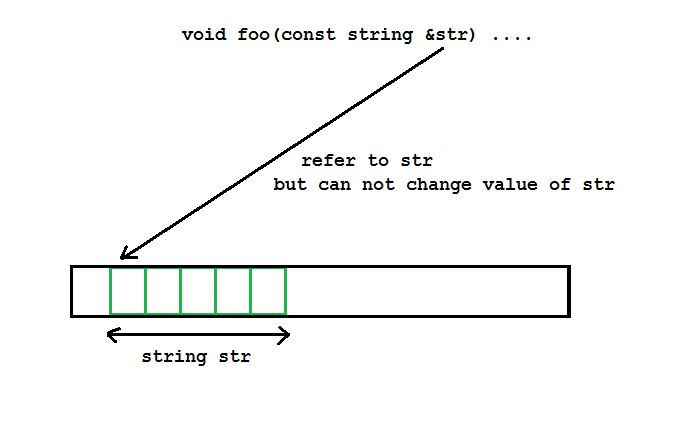 void foo(const string &str) ....
refer to str
but can not change value of str
string str